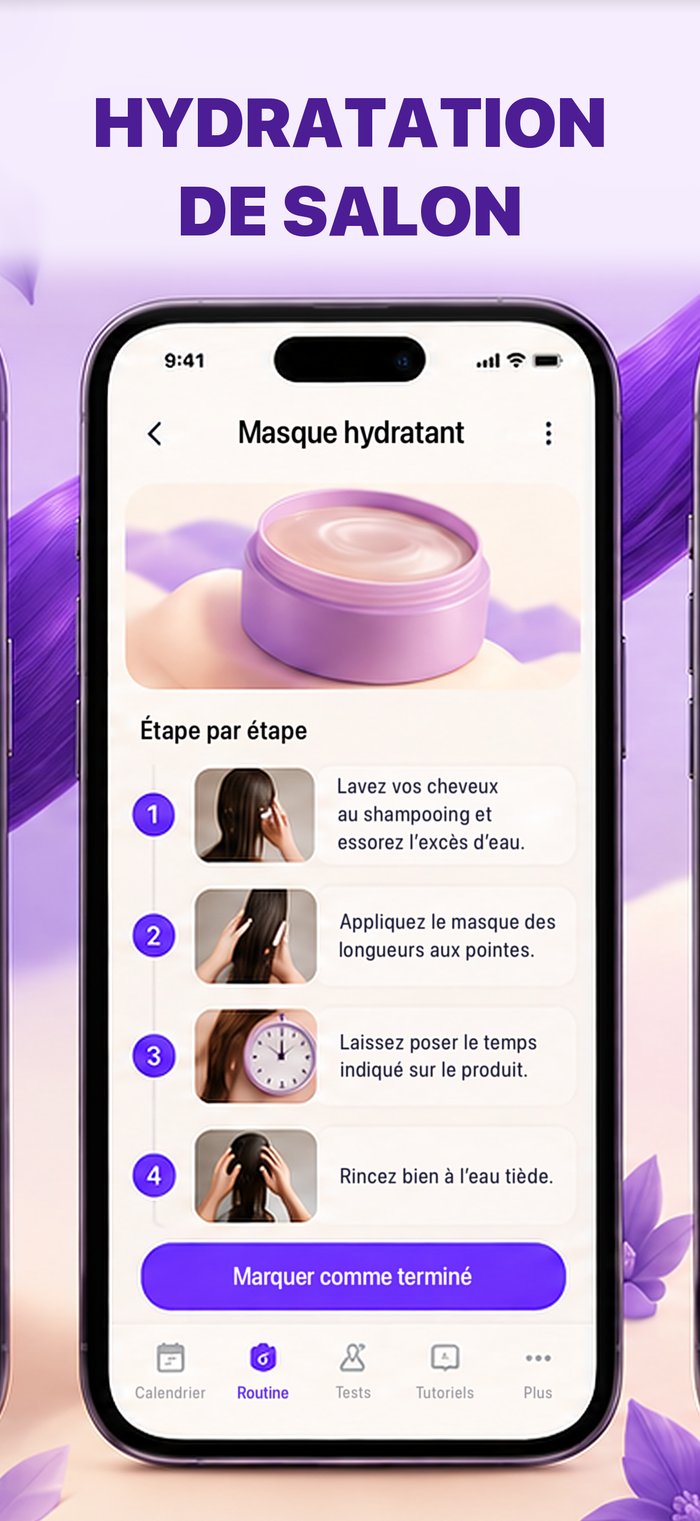 HYDRATATION
DE SALON
9:41
Masque hydratant
Étape par étape
1
Lavez vos cheveux
au shampooing et
essorez l’excès d’eau.
2
Appliquez le masque des
longueurs aux pointes.
3
Laissez poser le temps
indiqué sur le produit.
4
Rincez bien à l’eau tiède.
Marquer comme terminé
Calendrier
Routine
Tests
Tutoriels
Plus